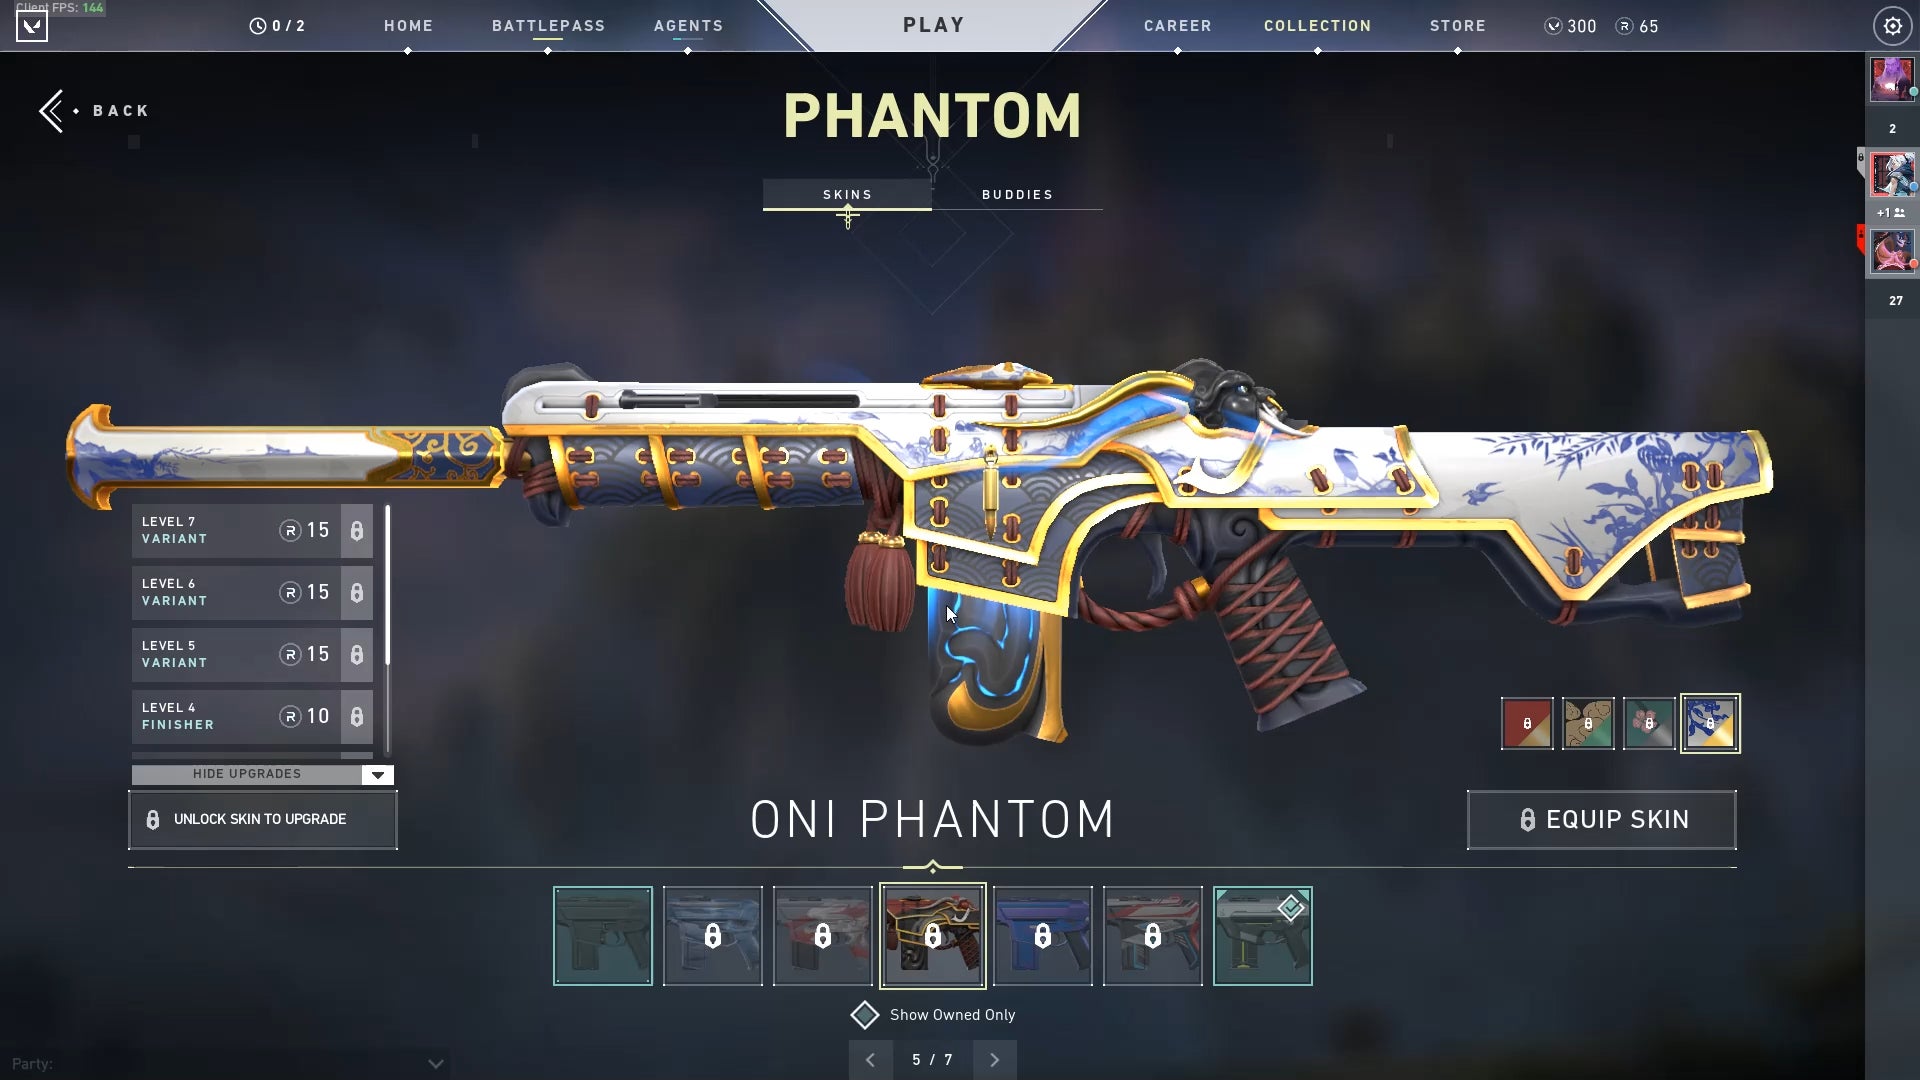 Client FPS: 144
0 / 2
HOME
BATTLEPASS
AGENTS
PLAY
CAREER
COLLECTION
STORE
300
R 65
BACK
PHANTOM
SKINS
BUDDIES
2
+1
27
LEVEL 7
VARIANT
R 15
LEVEL 6
VARIANT
R 15
LEVEL 5
VARIANT
R 15
LEVEL 4
FINISHER
R 10
HIDE UPGRADES
UNLOCK SKIN TO UPGRADE
ONI PHANTOM
EQUIP SKIN
Show Owned Only
5 / 7
Party: